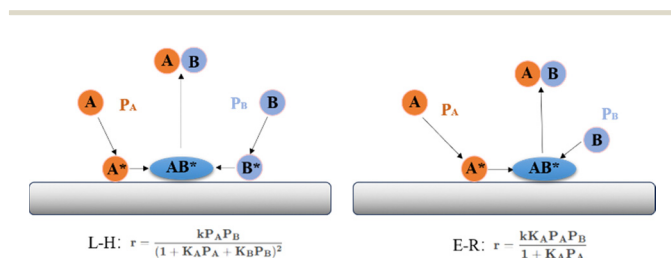 A B
A B
A P_A P_B B
A P_A P_B
B
A* AB* B*
A* AB*
L-H: r = kP_AP_B / (1 + K_AP_A + K_BP_B)^2
E-R: r = kK_AP_AP_B / 1 + K_AP_A